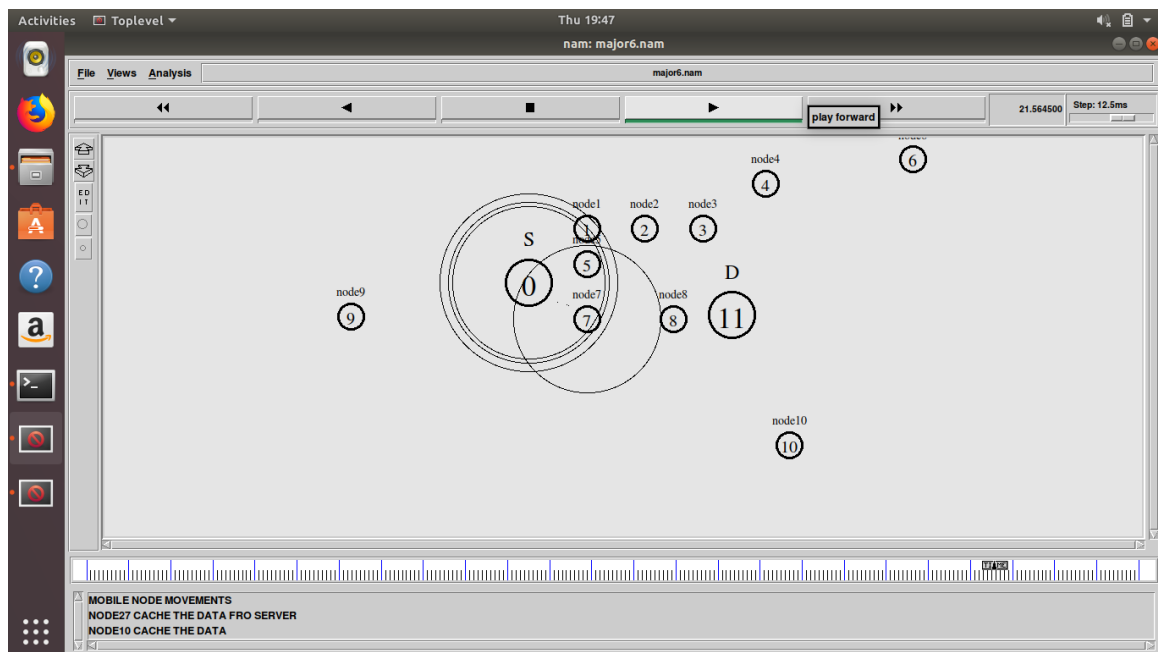 Activities Toplevel Thu 19:47
nam: major6.nam
File Views Analysis major6.nam
21.564500 Step: 12.5ms
play forward
node4
6
4
node1 node2 node3
1 2 3
S
E D
I T
5
D
0
node9 node7 node8
9 7 8 11
node10
10
MOBILE NODE MOVEMENTS
NODE27 CACHE THE DATA FRO SERVER
NODE10 CACHE THE DATA